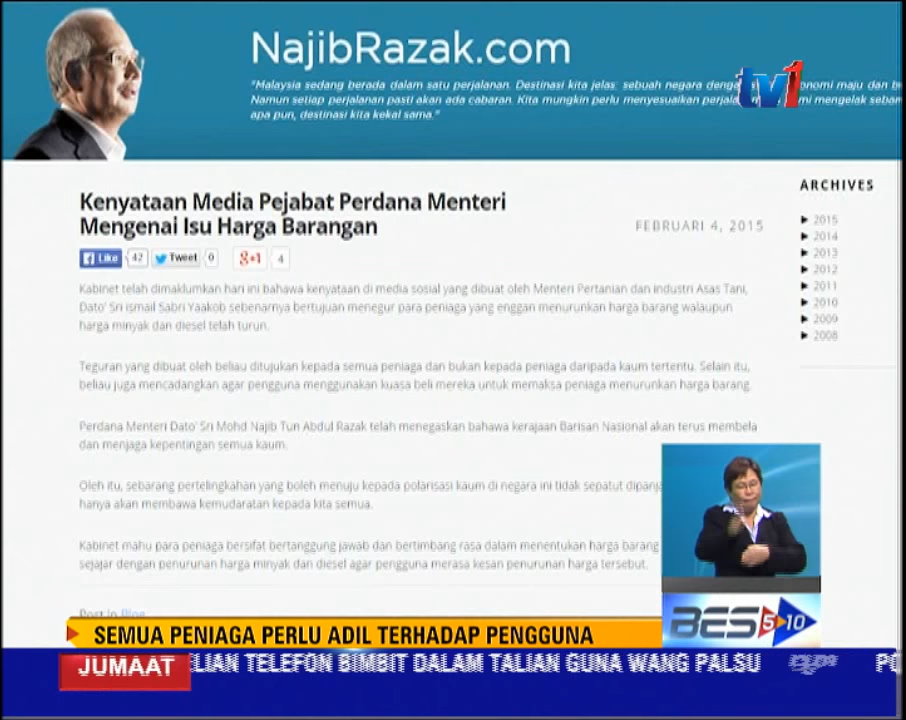 NajibRazak.com
"Malaysia sedang berada dalam satu perjalanan. Destinasi kita jelas: sebuah negara
Namun setiap perjalanan pasti akan ada cabaran. Kita mungkin perlu menyesuaikan mi mengelak
apa pun, destinasi kita kekal sama."
tv1
Kenyataan Media Pejabat Perdana Menteri
Mengenai Isu Harga Barangan
FEBRUARI 4, 2015
Like 42 Tweet 0 g+1 4
Kabinet telah dimaklumkan hari ini bahawa kenyataan di media sosial yang dibuat oleh Menteri Pertanian dan industri Asas Tani,
Dato' Sri Ismail Sabri Yaakob sebenarnya bertujuan menegur para peniaga yang enggan menurunkan harga barang walaupun
harga minyak dan diesel telah turun.
Teguran yang dibuat oleh beliau ditujukan kepada semua peniaga dan bukan kepada peniaga daripada kaum tertentu. Selain itu,
beliau juga mencadangkan agar pengguna menggunakan kuasa beli mereka untuk memaksa peniaga menurunkan harga barang.
Perdana Menteri Dato' Sri Mohd Najib Tun Abdul Razak telah menegaskan bahawa kerajaan Barisan Nasional akan terus membela
dan menjaga kepentingan semua kaum.
Oleh itu, sebarang pertelingkahan yang boleh menuju kepada polarisasi kaum di negara ini tidak sepatut
hanya akan membawa kemudaratan kepada kita semua.
Kabinet mahu para peniaga bersifat bertanggung jawab dan bertimbang rasa dalam menentukan harga barang
sejajar dengan penurunan harga minyak dan diesel agar pengguna merasa kesan penurunan harga tersebut.
Post in Blog
ARCHIVES
► 2015
► 2014
► 2013
► 2012
► 2011
► 2010
► 2009
► 2008
BES 5 10
SEMUA PENIAGA PERLU ADIL TERHADAP PENGGUNA
JUMAAT ELIAN TELEFON BIMBIT DALAM TALIAN GUNA WANG PALSU